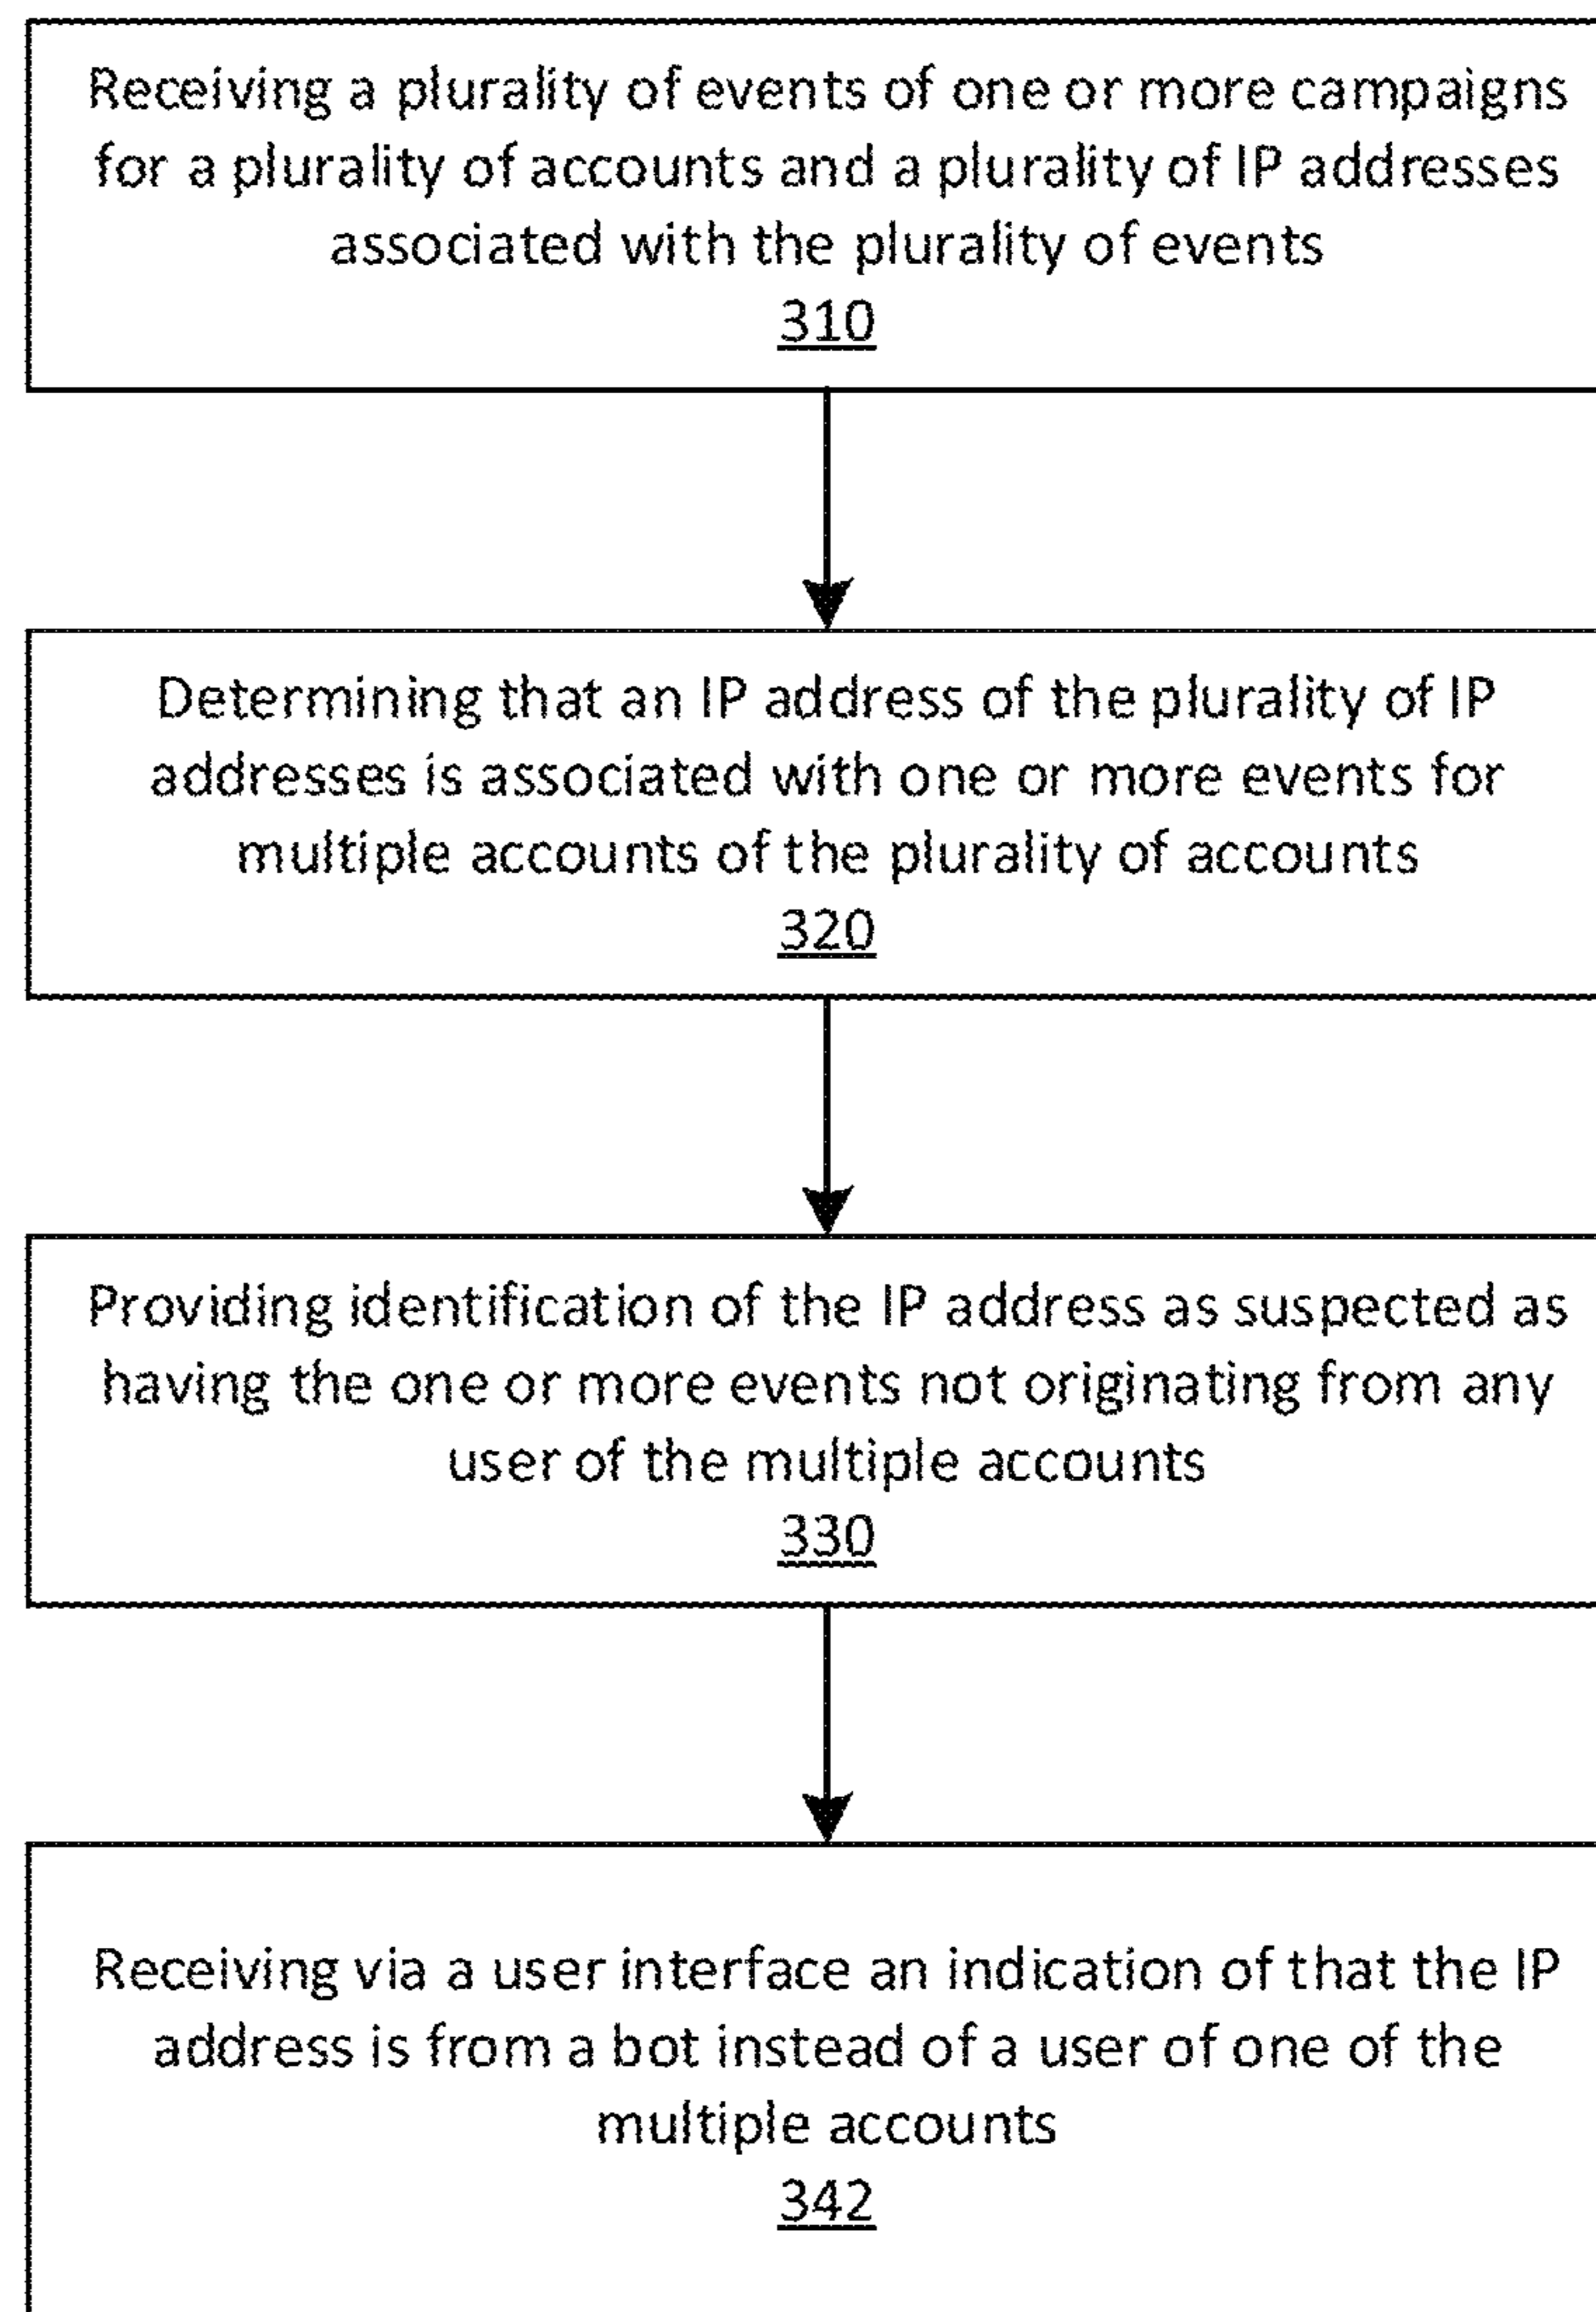 Receiving a plurality of events of one or more campaigns
for a plurality of accounts and a plurality of IP addresses
associated with the plurality of events
310
Determining that an IP address of the plurality of IP
addresses is associated with one or more events for
multiple accounts of the plurality of accounts
320
Providing identification of the IP address as suspected as
having the one or more events not originating from any
user of the multiple accounts
330
Receiving via a user interface an indication of that the IP
address is from a bot instead of a user of one of the
multiple accounts
342